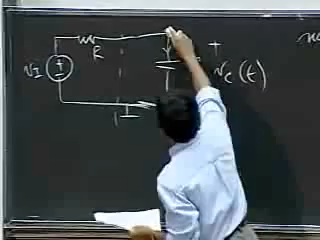 R
+
v_I
+
-
v_C(t)